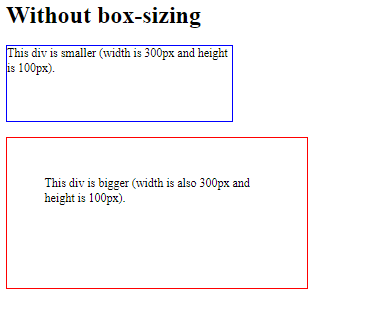 Without box-sizing
This div is smaller (width is 300px and height
is 100px).
This div is bigger (width is also 300px and
height is 100px).